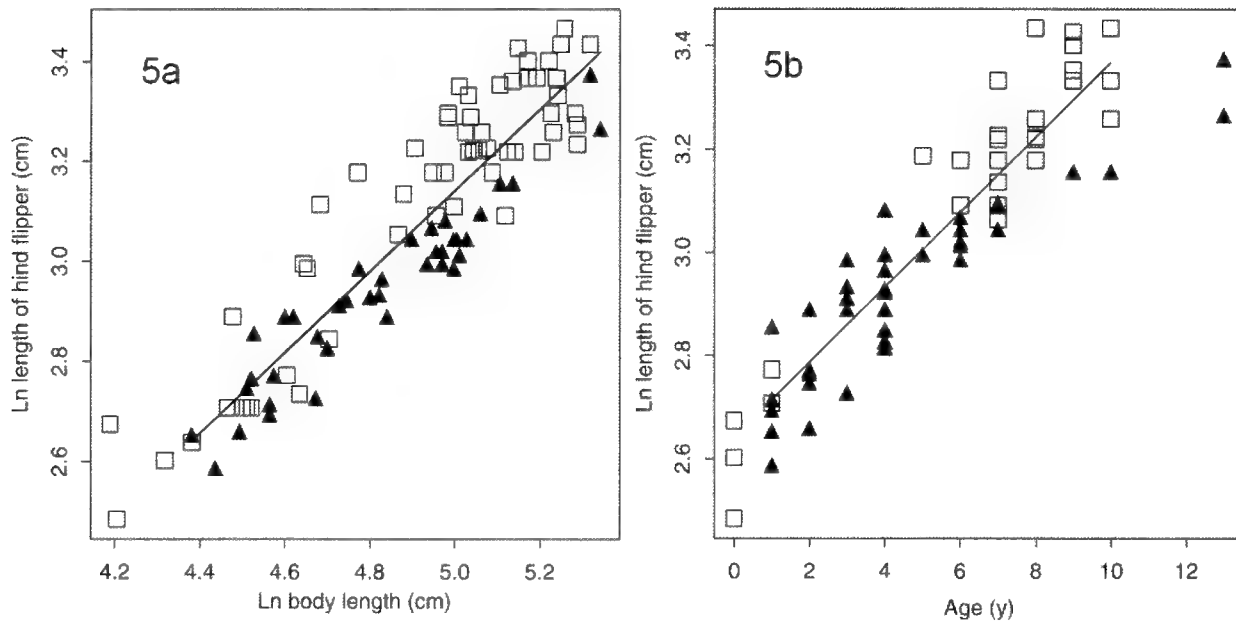 5a
Ln length of hind flipper (cm)
3.4
3.2
3.0
2.8
2.6
4.2 4.4 4.6 4.8 5.0 5.2
Ln body length (cm)
5b
Ln length of hind flipper (cm)
3.4
3.2
3.0
2.8
2.6
0 2 4 6 8 10 12
Age (y)